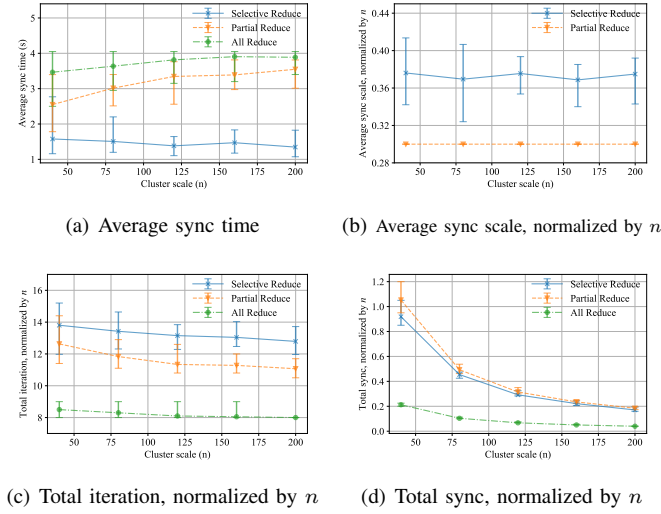 Selective Reduce
Partial Reduce
All Reduce
5
4
3
2
1
Average sync time (s)
50 75 100 125 150 175 200
Cluster scale (n)
(a) Average sync time
Selective Reduce
Partial Reduce
0.44
0.40
0.36
0.32
0.28
Average sync scale, normalized by n
50 75 100 125 150 175 200
Cluster scale (n)
(b) Average sync scale, normalized by n
Selective Reduce
Partial Reduce
All Reduce
16
14
12
10
8
Total iteration, normalized by n
50 75 100 125 150 175 200
Cluster scale (n)
(c) Total iteration, normalized by n
Selective Reduce
Partial Reduce
All Reduce
1.2
1.0
0.8
0.6
0.4
0.2
0.0
Total sync, normalized by n
50 75 100 125 150 175 200
Cluster scale (n)
(d) Total sync, normalized by n